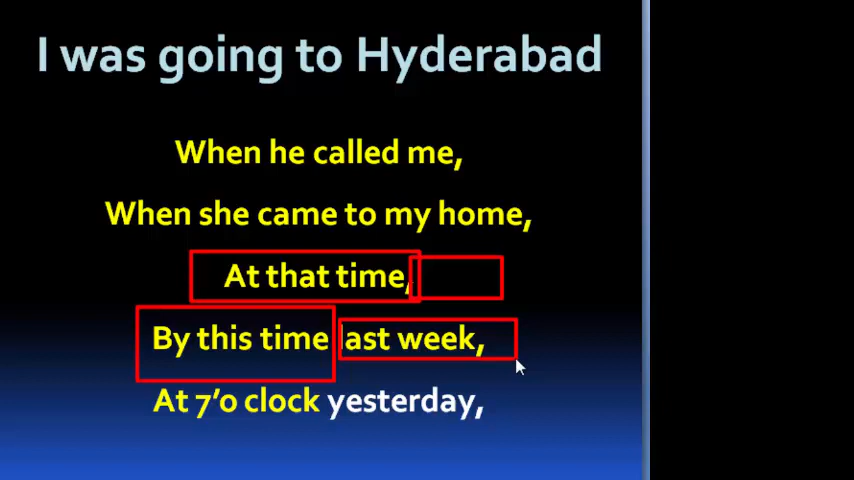 I was going to Hyderabad
When he called me,
When she came to my home,
At that time,
By this time last week,
At 7'0 clock yesterday,